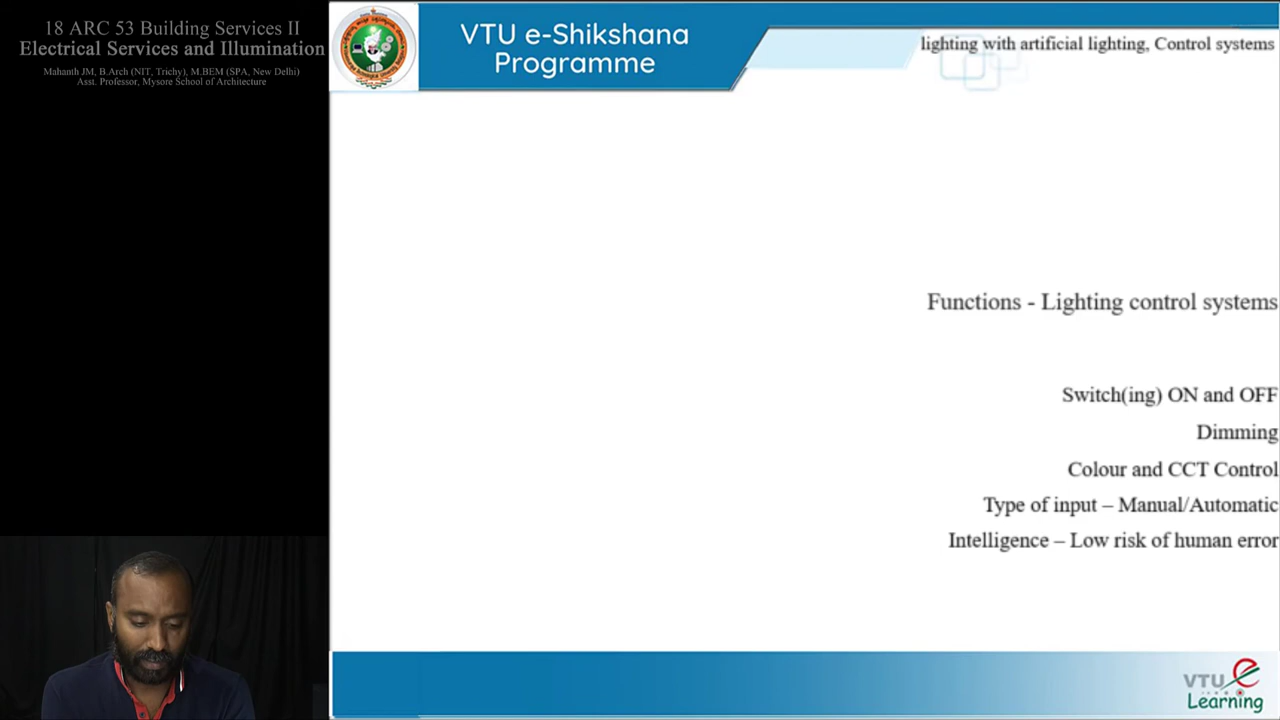 18 ARC 53 Building Services II
Electrical Services and Illumination
Mahanth JM, B.Arch (NIT, Trichy), M.BEM (SPA, New Delhi)
Asst. Professor, Mysore School of Architecture
VTU e-Shikshana
Programme
lighting with artificial lighting, Control systems
Functions - Lighting control systems
Switch(ing) ON and OFF
Dimming
Colour and CCT Control
Type of input – Manual/Automatic
Intelligence – Low risk of human error
VTU e
Learning